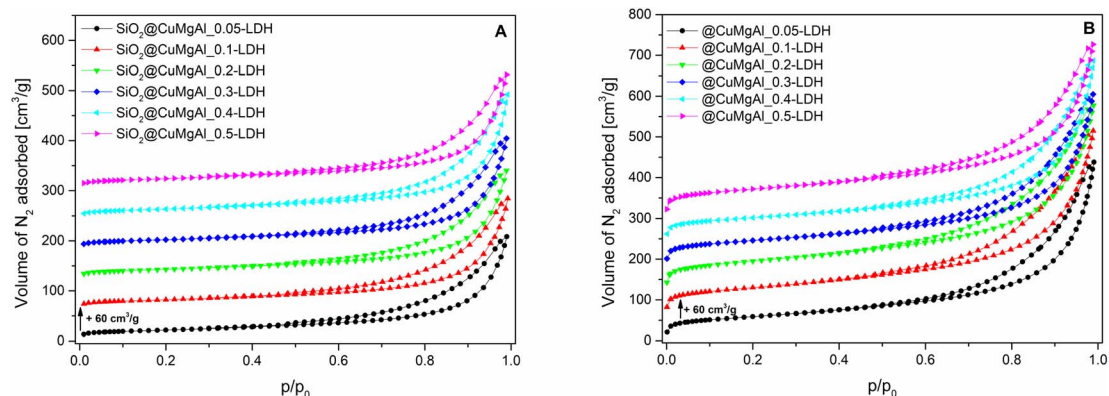 A
SiO2@CuMgAl_0.05-LDH
SiO2@CuMgAl_0.1-LDH
SiO2@CuMgAl_0.2-LDH
SiO2@CuMgAl_0.3-LDH
SiO2@CuMgAl_0.4-LDH
SiO2@CuMgAl_0.5-LDH
Volume of N2 adsorbed [cm3/g]
600
500
400
300
200
100
0
+ 60 cm3/g
0.0 0.2 0.4 0.6 0.8 1.0
p/p0
B
@CuMgAl_0.05-LDH
@CuMgAl_0.1-LDH
@CuMgAl_0.2-LDH
@CuMgAl_0.3-LDH
@CuMgAl_0.4-LDH
@CuMgAl_0.5-LDH
Volume of N2 adsorbed [cm3/g]
800
700
600
500
400
300
200
100
0
+ 60 cm3/g
0.0 0.2 0.4 0.6 0.8 1.0
p/p0